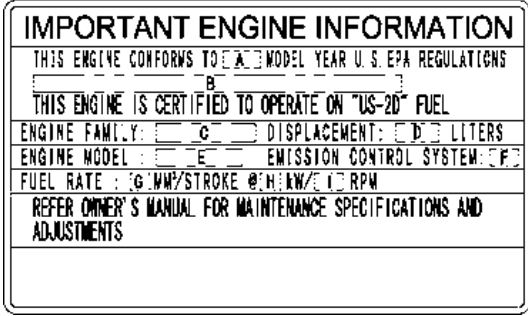 IMPORTANT ENGINE INFORMATION
THIS ENGINE CONFORMS TO A MODEL YEAR U.S.EPA REGULATIONS
B
THIS ENGINE IS CERTIFIED TO OPERATE ON "US-2D" FUEL
ENGINE FAMILY: C DISPLACEMENT: D LITERS
ENGINE MODEL : E EMISSION CONTROL SYSTEM: F
FUEL RATE : G MM³/STROKE @ H kW/ I RPM
REFER OWNER'S MANUAL FOR MAINTENANCE SPECIFICATIONS AND
ADJUSTMENTS